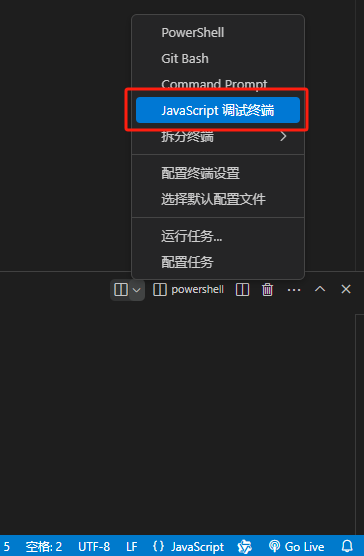 PowerShell
Git Bash
Command Prompt
JavaScript 调试终端
拆分终端
配置终端设置
选择默认配置文件
运行任务...
配置任务
powershell
5 空格: 2 UTF-8 LF {} JavaScript Go Live